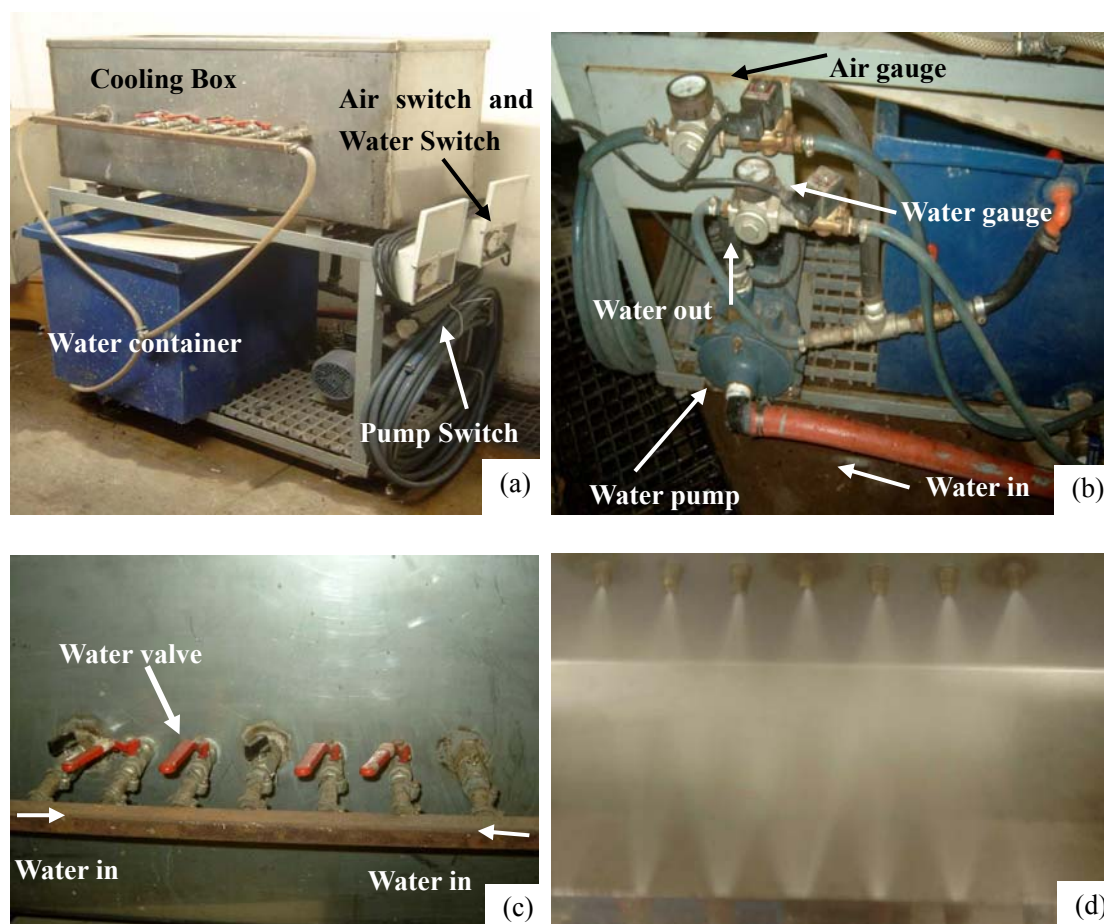 Cooling Box
Air switch and
Water Switch
Water container
Pump Switch
(a)
Air gauge
Water gauge
Water out
Water pump
Water in
(b)
Water valve
Water in
Water in
(c)
(d)